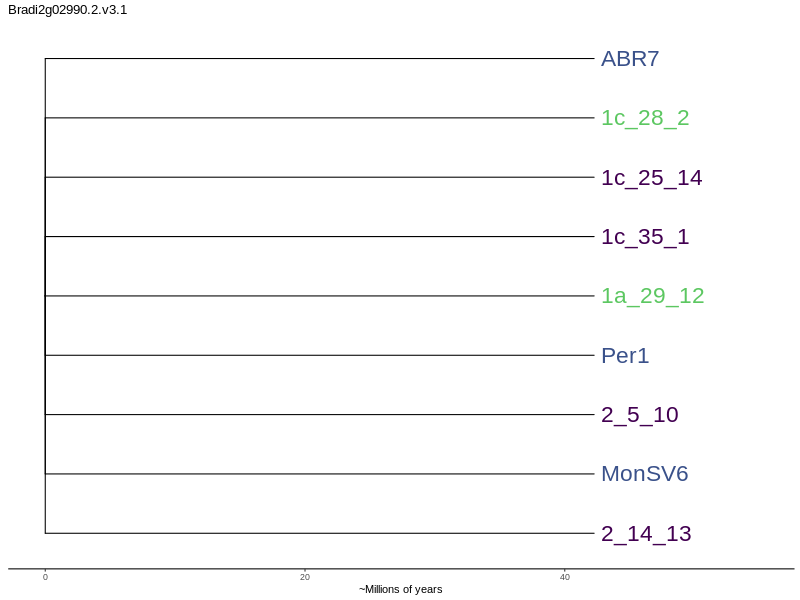 Bradi2g02990.2.v3.1
ABR7
1c_28_2
1c_25_14
1c_35_1
1a_29_12
Per1
2_5_10
MonSV6
2_14_13
0 20 40
~Millions of years